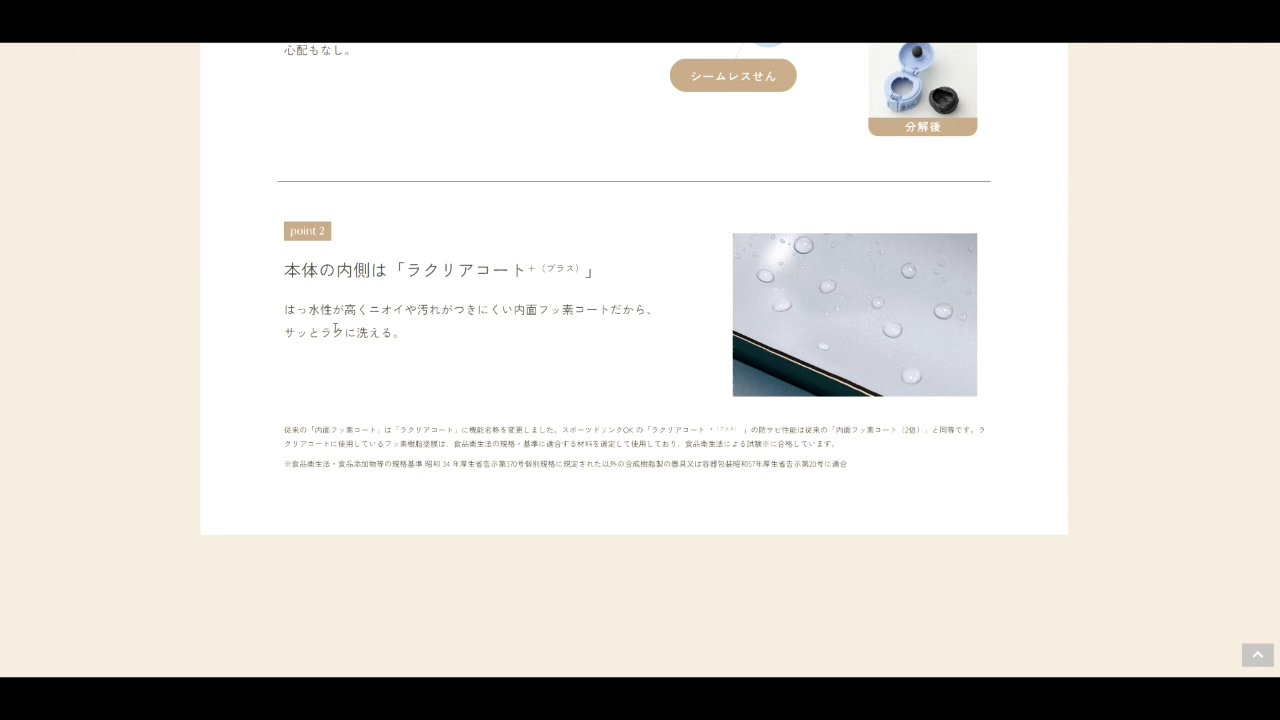 心配もなし。
シームレスせん
分解後
point 2
本体の内側は「ラクリアコート＋（プラス）」
はっ水性が高くニオイや汚れがつきにくい内面フッ素コートだから、
サッとラクに洗える。
従来の「内面フッ素コート」は「ラクリアコート」に機能名称を変更しました。スポーツドリンクOK の「ラクリアコート ＋（プラス） 」の防サビ性能は従来の「内面フッ素コート（2倍）」と同等です。ラ
クリアコートに使用しているフッ素樹脂塗膜は、食品衛生法の規格・基準に適合する材料を選定して使用しており、食品衛生法による試験※に合格しています。
※食品衛生法・食品添加物等の規格基準 昭和 34 年厚生省告示第370号個別規格に規定された以外の合成樹脂製の器具又は容器包装昭和57年厚生省告示第20号に適合